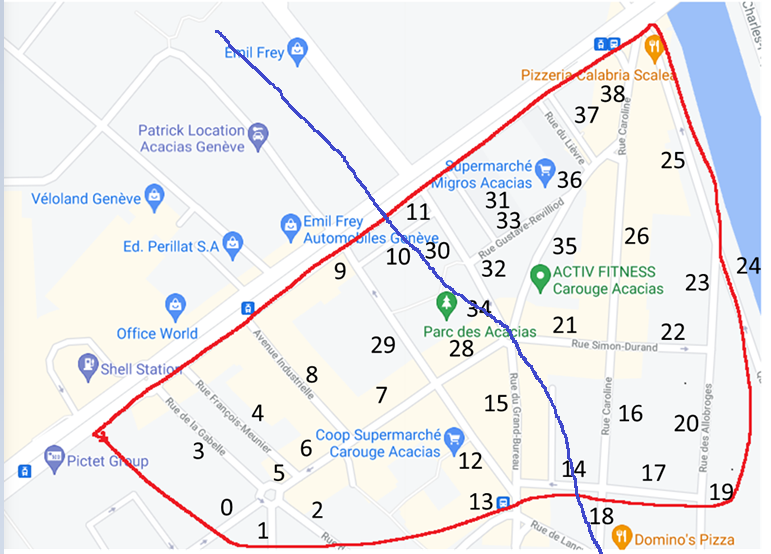 Charles-
Emil Frey
Pizzeria Calabria Scalea
38
37
Rue Caroline
Rue du Lièvre
Patrick Location
Acacias Genève
25
Supermarché
Migros Acacias
36
Véloland Genève
31
11
33
Emil Frey
Automobiles Genève
Rue Gustave-Revilliod
26
Ed. Perillat S.A
10
30
35
9
32
24
ACTIV FITNESS
Carouge Acacias
23
34
Office World
Parc des Acacias
21
22
29
28
Rue Simon-Durand
Shell Station
Avenue Industrielle
8
7
Rue François-Meunier
Rue de la Gabelle
4
15
Rue du Grand-Bureau
Rue Caroline
16
20
Rue des Allobroges
Coop Supermarché
Carouge Acacias
6
3
Pictet Group
12
5
14
17
19
13
0
2
18
1
Rue de Lanc
Domino's Pizza